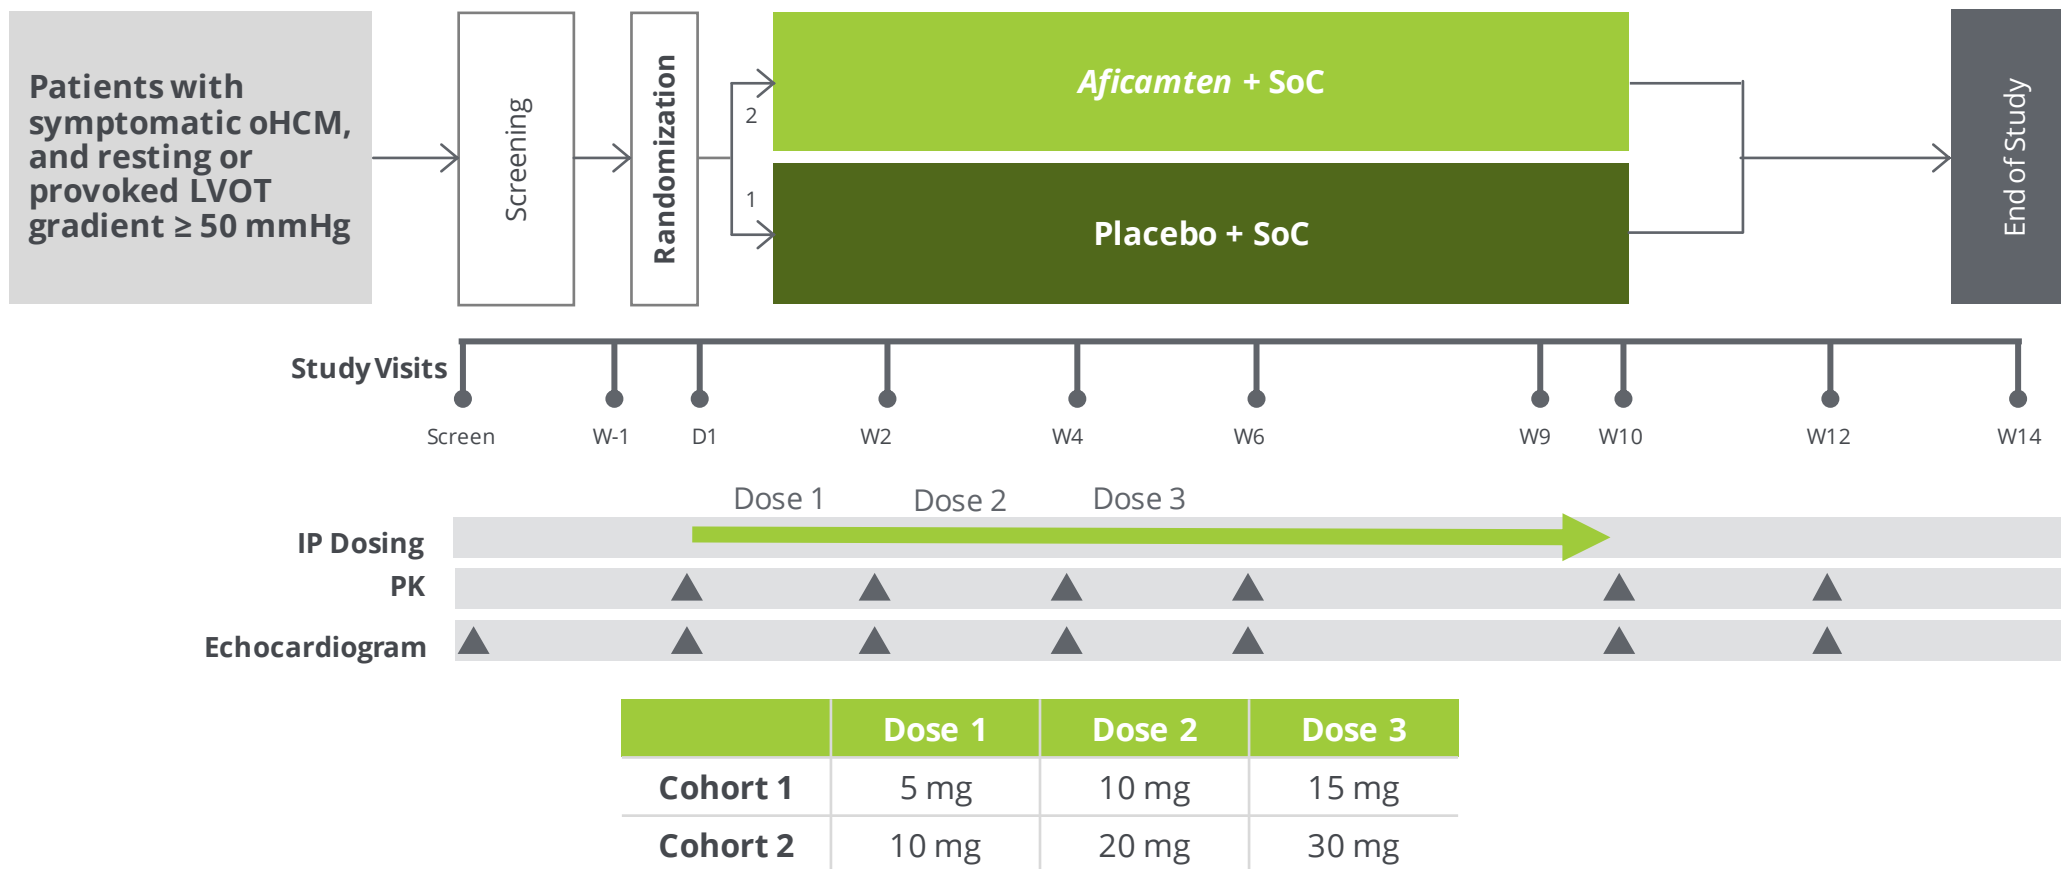 Patients with
symptomatic oHCM,
and resting or
provoked LVOT
gradient ≥ 50 mmHg
Screening
Randomization
2
1
Aficamten + SoC
Placebo + SoC
End of Study
Study Visits
Screen W-1 D1 W2 W4 W6 W9 W10 W12 W14
Dose 1 Dose 2 Dose 3
IP Dosing
PK
Echocardiogram
Dose 1 Dose 2 Dose 3
Cohort 1 5 mg 10 mg 15 mg
Cohort 2 10 mg 20 mg 30 mg